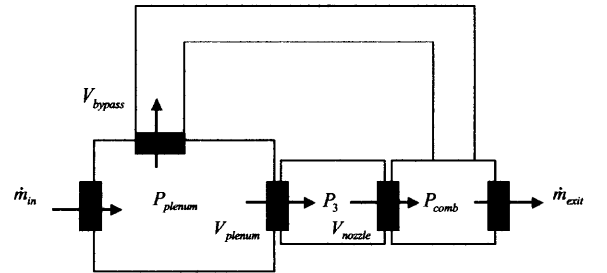 V_bypass
ṁ_in
P_plenum
V_plenum
P_3
V_nozzle
P_comb
ṁ_exit